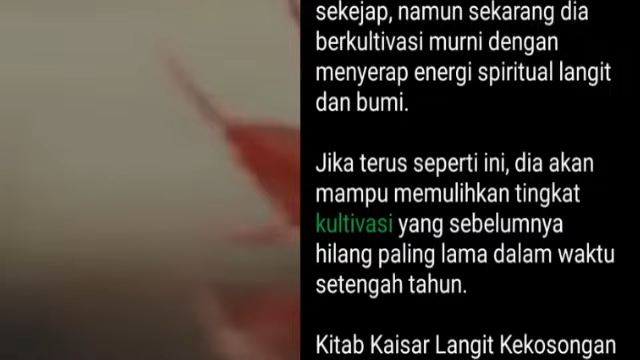 sekejap, namun sekarang dia
berkultivasi murni dengan
menyerap energi spiritual langit
dan bumi.
Jika terus seperti ini, dia akan
mampu memulihkan tingkat
kultivasi yang sebelumnya
hilang paling lama dalam waktu
setengah tahun.
Kitab Kaisar Langit Kekosongan